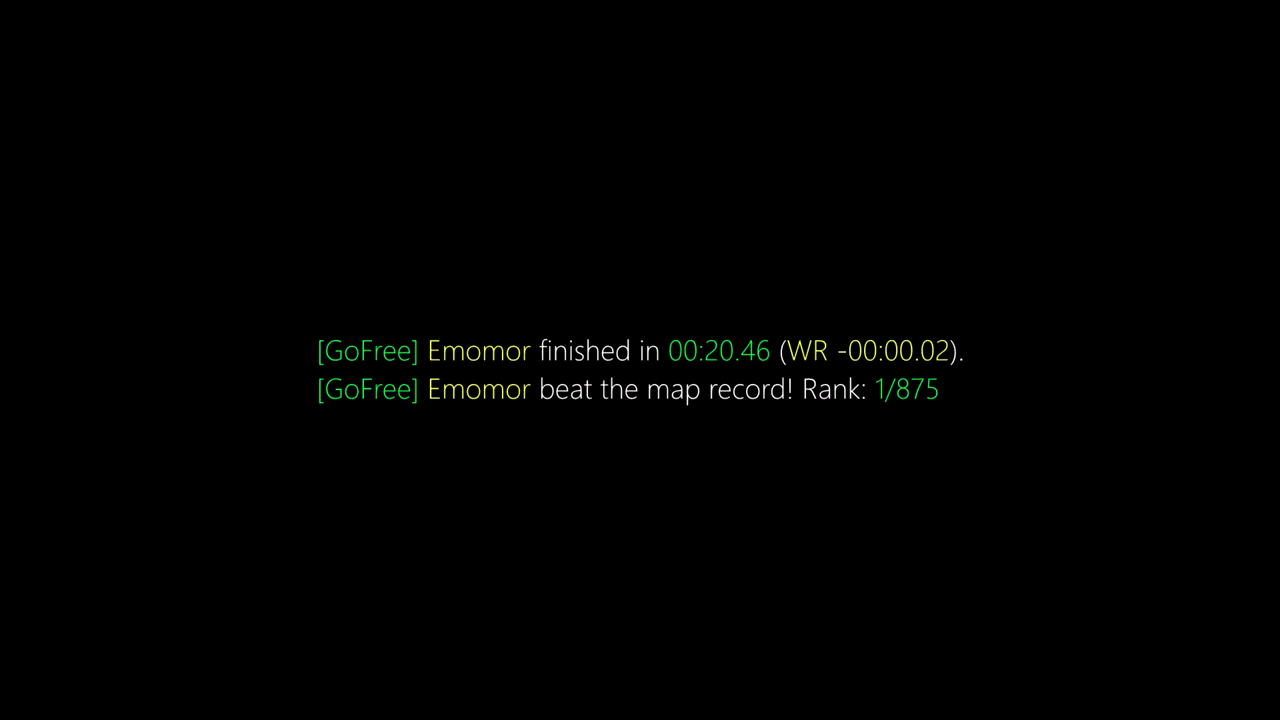 [GoFree] Emomor finished in 00:20.46 (WR -00:00.02).
[GoFree] Emomor beat the map record! Rank: 1/875